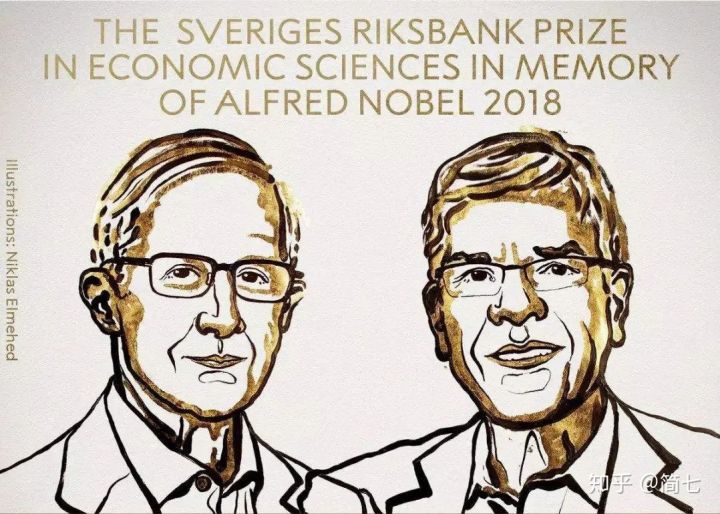 THE SVERIGES RIKSBANK PRIZE
IN ECONOMIC SCIENCES IN MEMORY
OF ALFRED NOBEL 2018
Illustrations: Niklas Elmehed
知乎 @简七